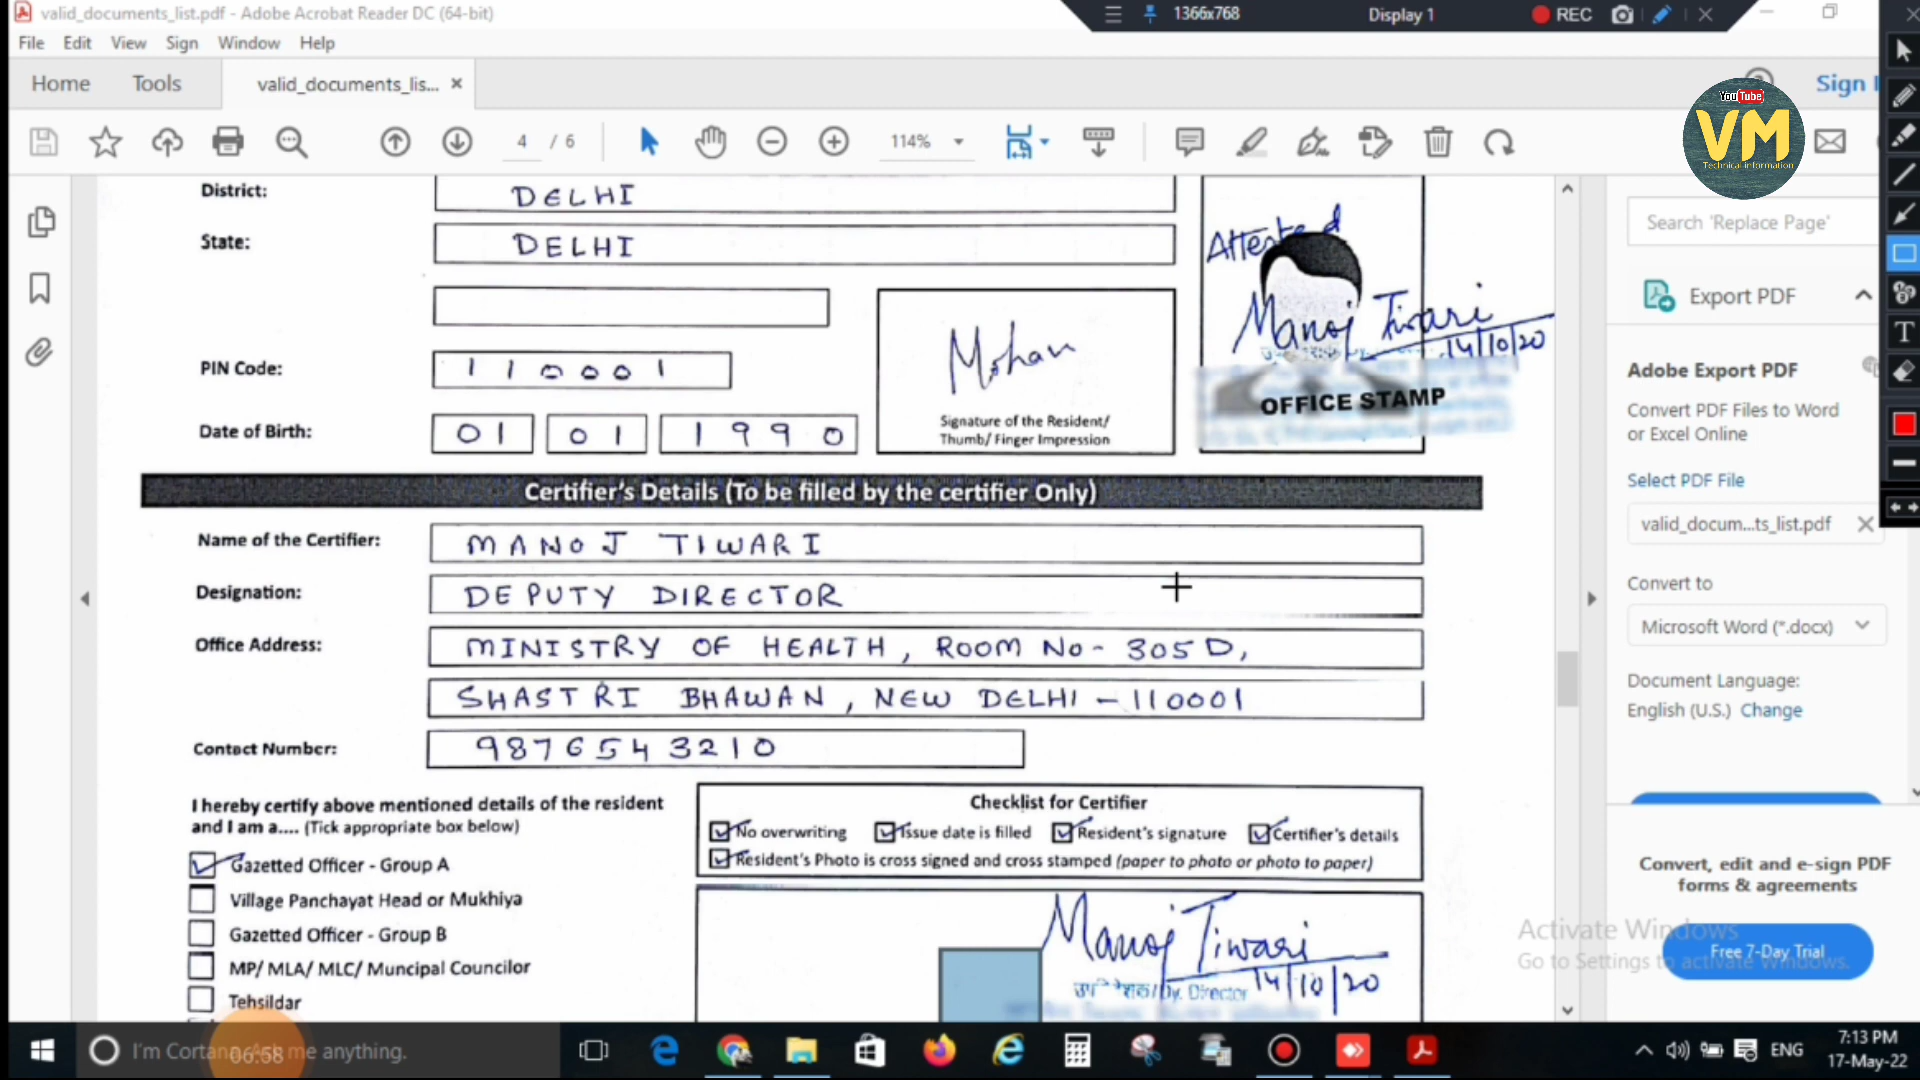 valid_documents_list.pdf - Adobe Acrobat Reader DC (64-bit)
1366x768
Display 1
REC
File Edit View Sign Window Help
Home
Tools
valid_documents_lis...
Sign
YouTube
VM
Technical information
4 / 6
114%
District: DELHI
State: DELHI
PIN Code: 110001
Date of Birth: 01 01 1990
Mohan
Signature of the Resident/
Thumb/ Finger Impression
Attested
Manoj Tiwari
14/10/20
OFFICE STAMP
Certifier's Details (To be filled by the certifier Only)
Name of the Certifier: MANOJ TIWARI
Designation: DEPUTY DIRECTOR
Office Address: MINISTRY OF HEALTH, ROOM No- 305D,
SHASTRI BHAWAN, NEW DELHI - 110001
Contact Number: 9876543210
I hereby certify above mentioned details of the resident
and I am a.... (Tick appropriate box below)
Gazetted Officer - Group A
Village Panchayat Head or Mukhiya
Gazetted Officer - Group B
MP/ MLA/ MLC/ Muncipal Councilor
Tehsildar
Checklist for Certifier
No overwriting Issue date is filled Resident's signature Certifier's details
Resident's Photo is cross signed and cross stamped (paper to photo or photo to paper)
Manoj Tiwari
14/10/20
/Dy. Director
Search 'Replace Page'
Export PDF
Adobe Export PDF
Convert PDF Files to Word
or Excel Online
Select PDF File
valid_docum...ts_list.pdf
Convert to
Microsoft Word (*.docx)
Document Language:
English (U.S.) Change
Convert, edit and e-sign PDF
forms & agreements
Free 7-Day Trial
Activate Windows
Go to Settings to activate Windows.
I'm Cortana. Ask me anything.
06:58
ENG
7:13 PM
17-May-22